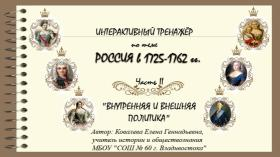 ИНТЕРАКТИВНЫЙ ТРЕНАЖЁР
по теме
РОССИЯ в 1725-1762 гг.
Часть II
"ВНУТРЕННЯЯ И ВНЕШНЯЯ
ПОЛИТИКА"
Автор: Ковалева Елена Геннадьевна,
учитель истории и обществознания
МБОУ "СОШ № 60 г. Владивостока"